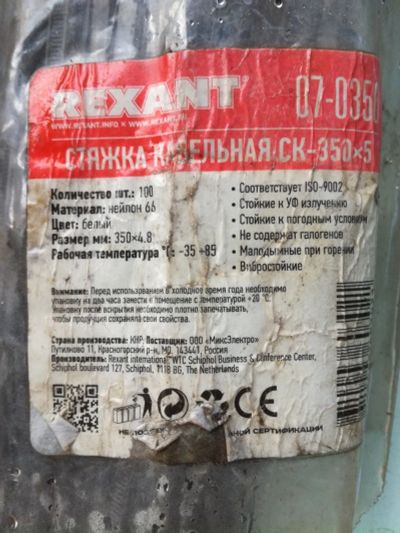 REXANT 07-0350
WWW.REXANT.INFO × WWW.REXANT.RU
СТЯЖКА КАБЕЛЬНАЯ СК-350×5
Количество шт.: 100
Материал: нейлон 66
Цвет: белый
Размер мм: 350×4.8
Рабочая температура °C: -35 +85
• Соответствует ISO-9002
• Стойкие к УФ излучению
• Стойкие к погодным условиям
• Не содержат галогенов
• Малодымные при горении
• Вибростойкие
Внимание: Перед использованием в холодное время года необходимо
упаковку на два часа занести в помещение с температурой +20 °C.
Упаковку после вскрытия необходимо плотно запечатывать,
чтобы продукция сохраняла свои свойства.
Страна производства: КНР; Поставщик: ООО «МиксЭлектро»
Путилково 11, Красногорский р-н, МО, 143441, Россия
Производитель: Rexant international, WTC Schiphol Business & Conference Center,
Schiphol boulevard 127, Schiphol, 1118 BG, The Netherlands
CE
НЕ СЕРТИФИКАЦИИ